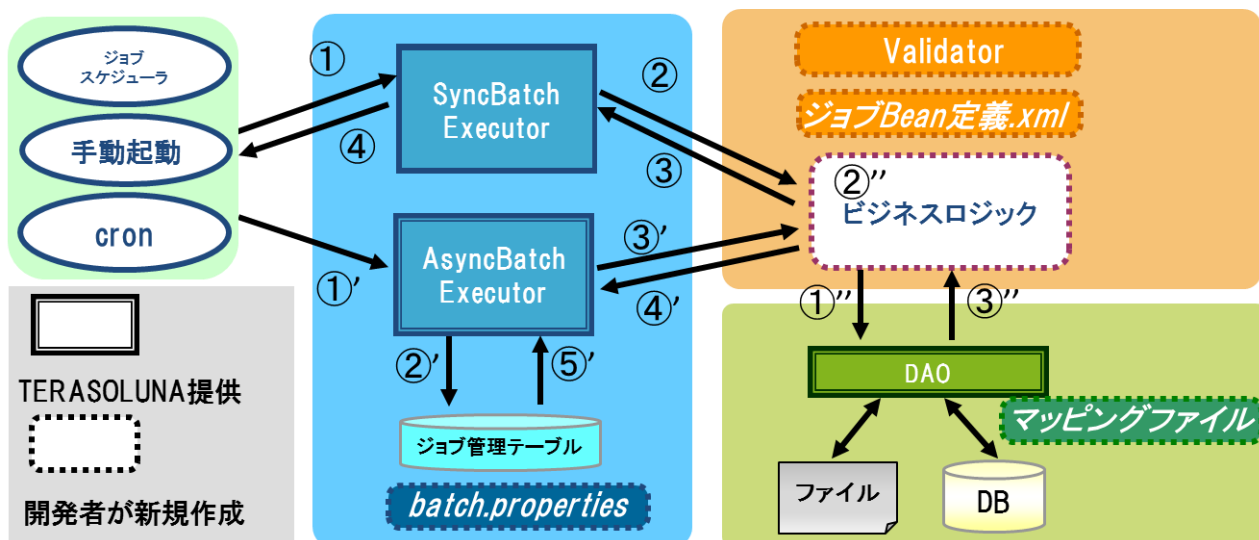 ジョブ
スケジューラ
手動起動
cron
TERASOLUNA提供
開発者が新規作成
①
④
①’
SyncBatch
Executor
AsyncBatch
Executor
②
③
③’
④’
②’
⑤’
ジョブ管理テーブル
batch.properties
Validator
ジョブBean定義.xml
②’’
ビジネスロジック
①’’
③’’
DAO
マッピングファイル
ファイル
DB